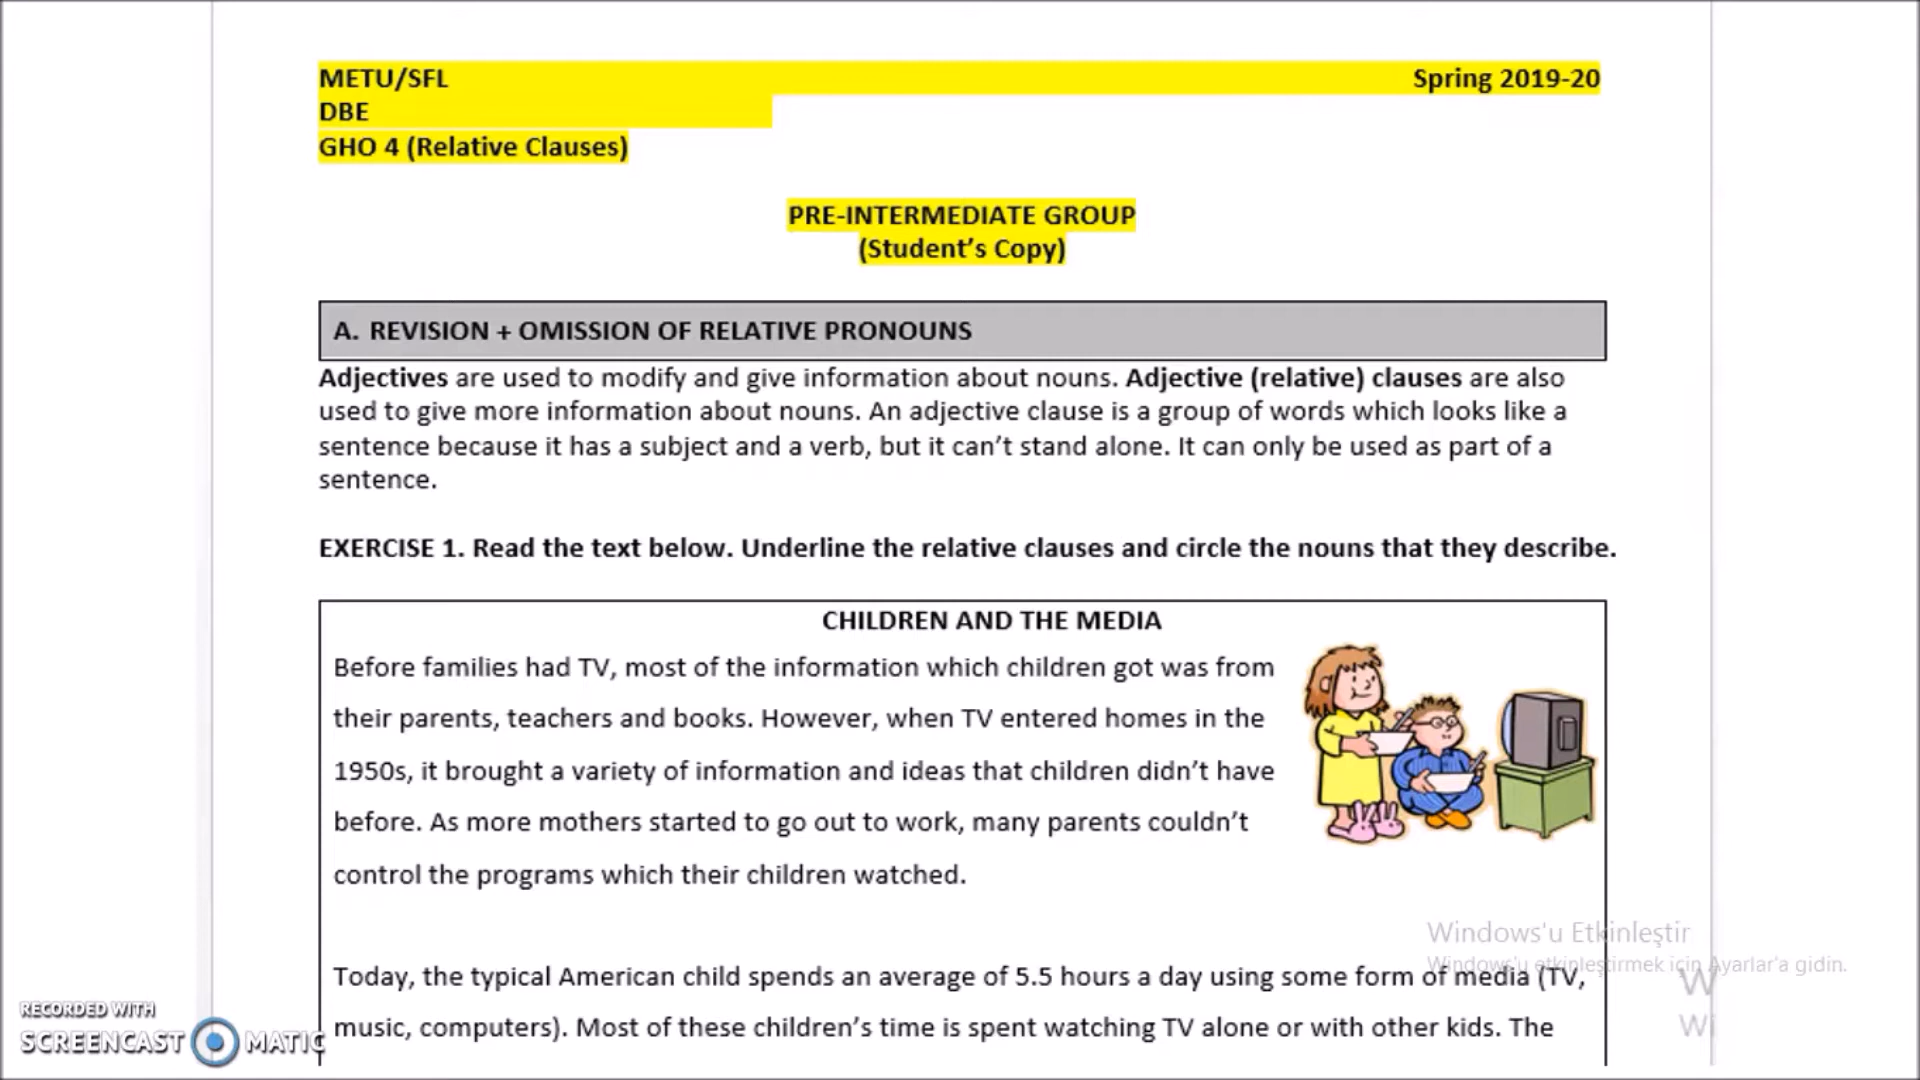 METU/SFL Spring 2019-20
DBE
GHO 4 (Relative Clauses)
PRE-INTERMEDIATE GROUP
(Student’s Copy)
A. REVISION + OMISSION OF RELATIVE PRONOUNS
Adjectives are used to modify and give information about nouns. Adjective (relative) clauses are also
used to give more information about nouns. An adjective clause is a group of words which looks like a
sentence because it has a subject and a verb, but it can’t stand alone. It can only be used as part of a
sentence.
EXERCISE 1. Read the text below. Underline the relative clauses and circle the nouns that they describe.
CHILDREN AND THE MEDIA
Before families had TV, most of the information which children got was from
their parents, teachers and books. However, when TV entered homes in the
1950s, it brought a variety of information and ideas that children didn’t have
before. As more mothers started to go out to work, many parents couldn’t
control the programs which their children watched.
Windows'u Etkinleştir
Windows'u etkinleştirmek için Ayarlar'a gidin.
Today, the typical American child spends an average of 5.5 hours a day using some form of media (TV,
music, computers). Most of these children’s time is spent watching TV alone or with other kids. The
W
Wi
RECORDED WITH
SCREENCAST MATIC